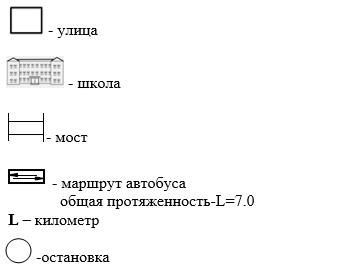 - улица
- школа
- мост
- маршрут автобуса
общая протяженность-L=7.0
L – километр
-остановка